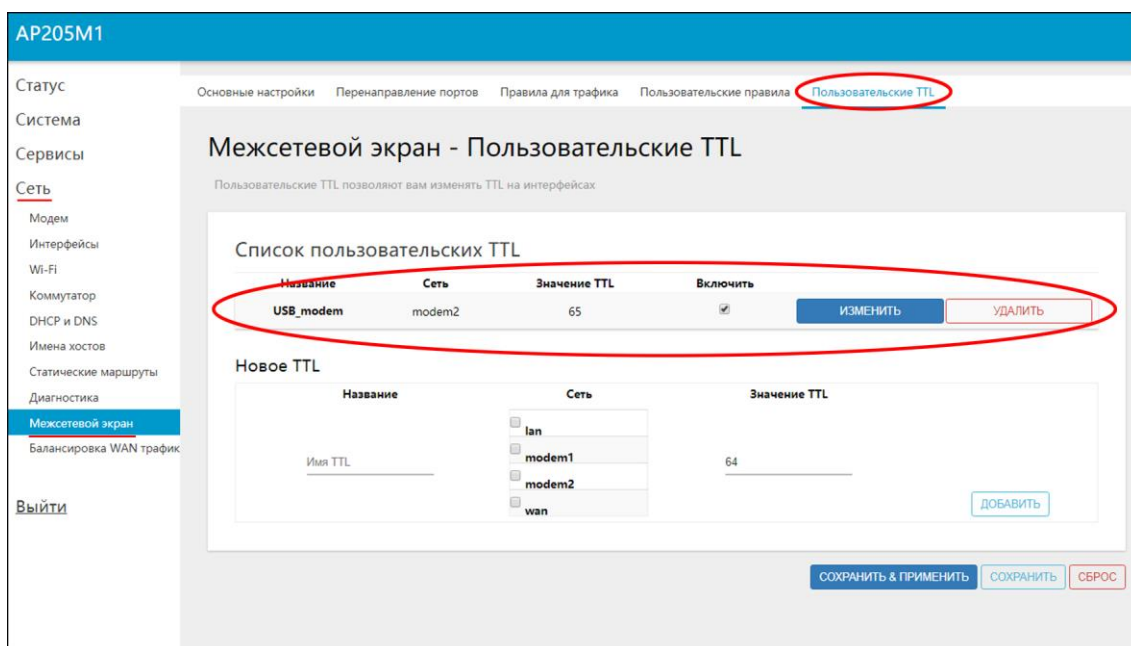 AP205M1
Статус
Система
Сервисы
Сеть
Модем
Интерфейсы
Wi-Fi
Коммутатор
DHCP и DNS
Имена хостов
Статические маршруты
Диагностика
Межсетевой экран
Балансировка WAN трафик
Выйти
Основные настройки Перенаправление портов Правила для трафика Пользовательские правила Пользовательские TTL
Межсетевой экран - Пользовательские TTL
Пользовательские TTL позволяют вам изменять TTL на интерфейсах
Список пользовательских TTL
Название Сеть Значение TTL Включить
USB_modem modem2 65 ИЗМЕНИТЬ УДАЛИТЬ
Новое TTL
Название Сеть Значение TTL
lan
modem1
Имя TTL 64
modem2
wan
ДОБАВИТЬ
СОХРАНИТЬ & ПРИМЕНИТЬ СОХРАНИТЬ СБРОС